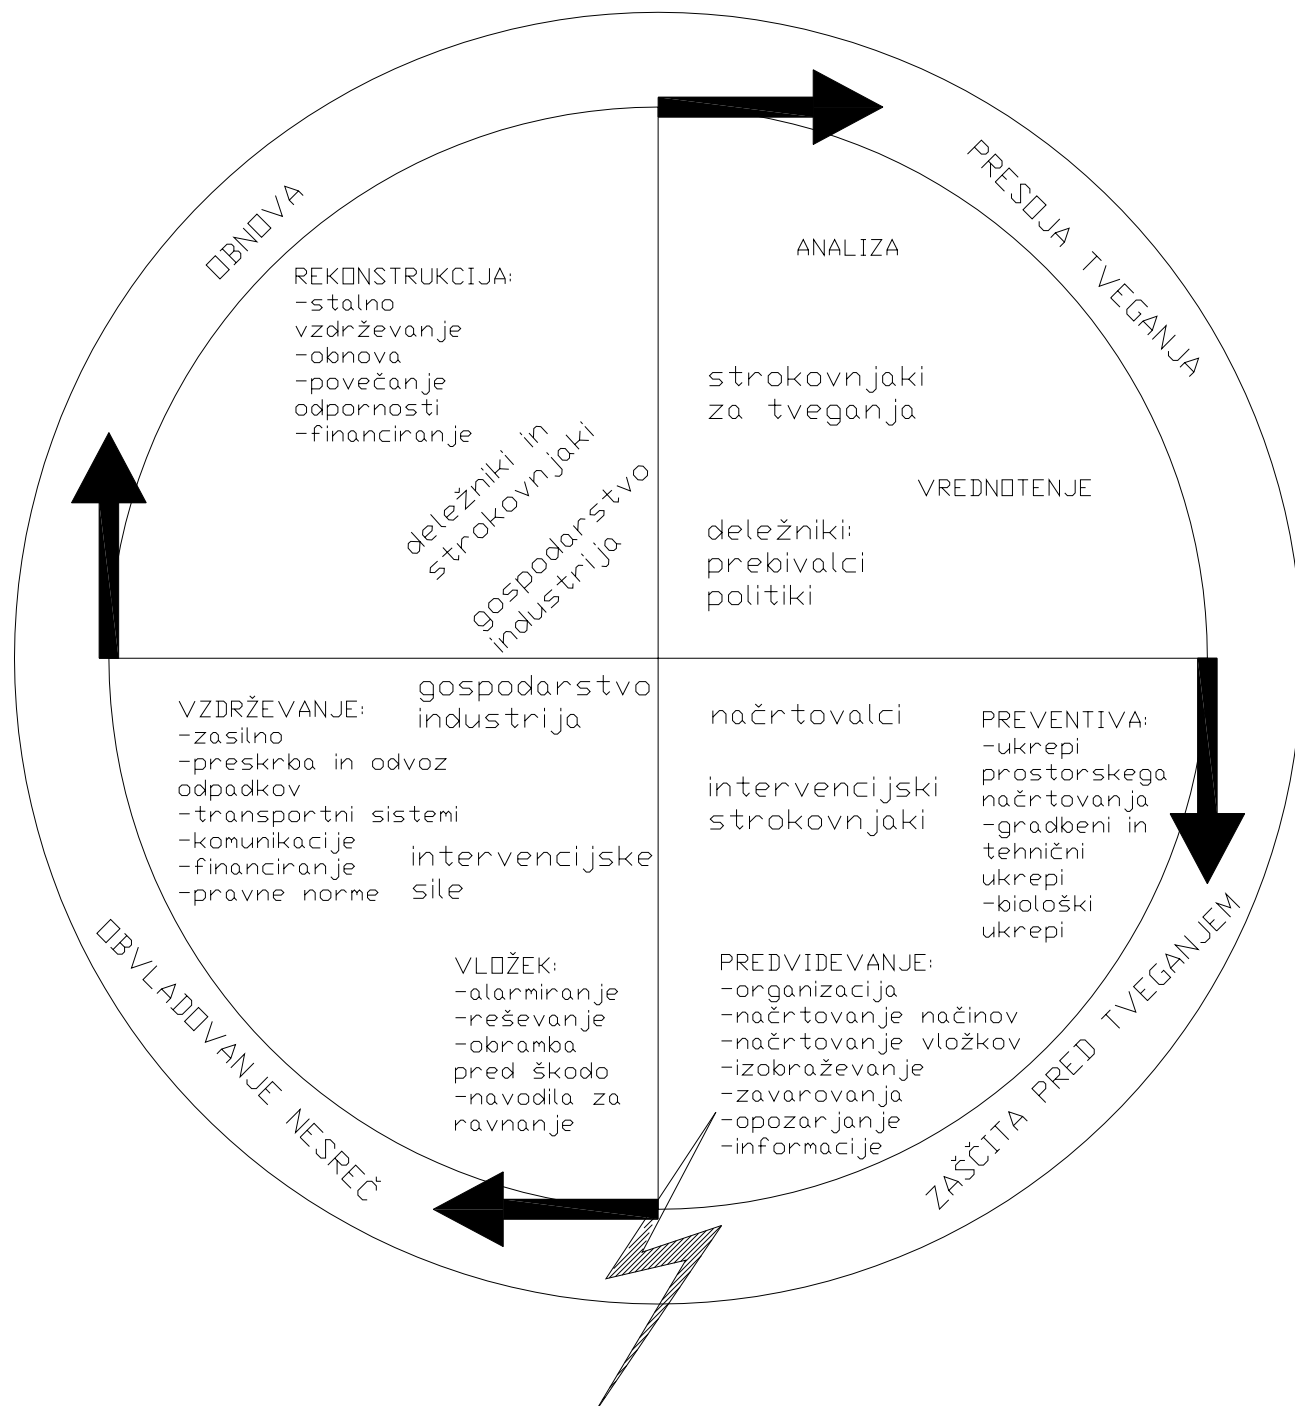 OBNOVA
REKONSTRUKCIJA:
-stalno
vzdrževanje
-obnova
-povečanje
odpornosti
-financiranje
deležniki in
strokovnjaki
gospodarstvo
industrija
PRESOJA TVEGANJA
ANALIZA
strokovnjaki
za tveganja
VREDNOTENJE
deležniki:
prebivalci
politiki
gospodarstvo
industrija
VZDRŽEVANJE:
-zasilno
-preskrba in odvoz
odpadkov
-transportni sistemi
-komunikacije
-financiranje
-pravne norme
intervencijske
sile
VLOŽEK:
-alarmiranje
-reševanje
-obramba
pred škodo
-navodila za
ravnanje
OBVLADOVANJE NESREČ
načrtovalci
intervencijski
strokovnjaki
PREVENTIVA:
-ukrepi
prostorskega
načrtovanja
-gradbeni in
tehnični
ukrepi
-biološki
ukrepi
PREDVIDEVANJE:
-organizacija
-načrtovanje načinov
-načrtovanje vložkov
-izobraževanje
-zavarovanja
-opozarjanje
-informacije
ZAŠČITA PRED TVEGANJEM